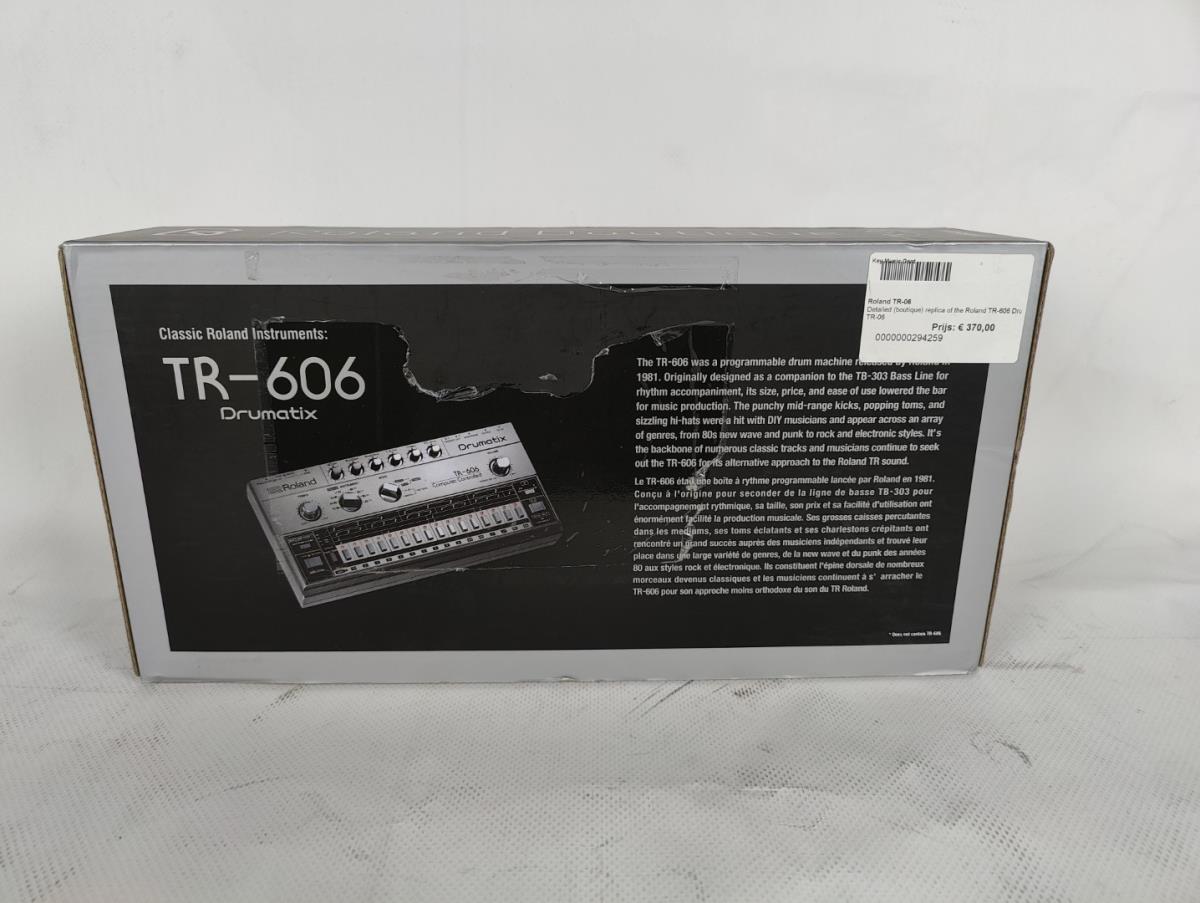 Roland Boutique
Key Music Gent
Roland TR-06
Detailed (boutique) replica of the Roland TR-606 Dru
TR-06
Prijs: € 370,00
0000000294259
Classic Roland Instruments:
TR-606
Drumatix
Roland
Drumatix
TR-606
Computer Controlled
The TR-606 was a programmable drum machine released by Roland in
1981. Originally designed as a companion to the TB-303 Bass Line for
rhythm accompaniment, its size, price, and ease of use lowered the bar
for music production. The punchy mid-range kicks, popping toms, and
sizzling hi-hats were a hit with DIY musicians and appear across an array
of genres, from 80s new wave and punk to rock and electronic styles. It's
the backbone of numerous classic tracks and musicians continue to seek
out the TR-606 for its alternative approach to the Roland TR sound.
Le TR-606 était une boîte à rythme programmable lancée par Roland en 1981.
Conçu à l'origine pour seconder de la ligne de basse TB-303 pour
l'accompagnement rythmique, sa taille, son prix et sa facilité d'utilisation ont
énormément facilité la production musicale. Ses grosses caisses percutantes
dans les mediums, ses toms éclatants et ses charlestons crépitants ont
rencontré un grand succès auprès des musiciens indépendants et trouvé leur
place dans une large variété de genres, de la new wave et du punk des années
80 aux styles rock et électronique. Ils constituent l'épine dorsale de nombreux
morceaux devenus classiques et les musiciens continuent à s' arracher le
TR-606 pour son approche moins orthodoxe du son du TR Roland.
* Does not contain TR-606.